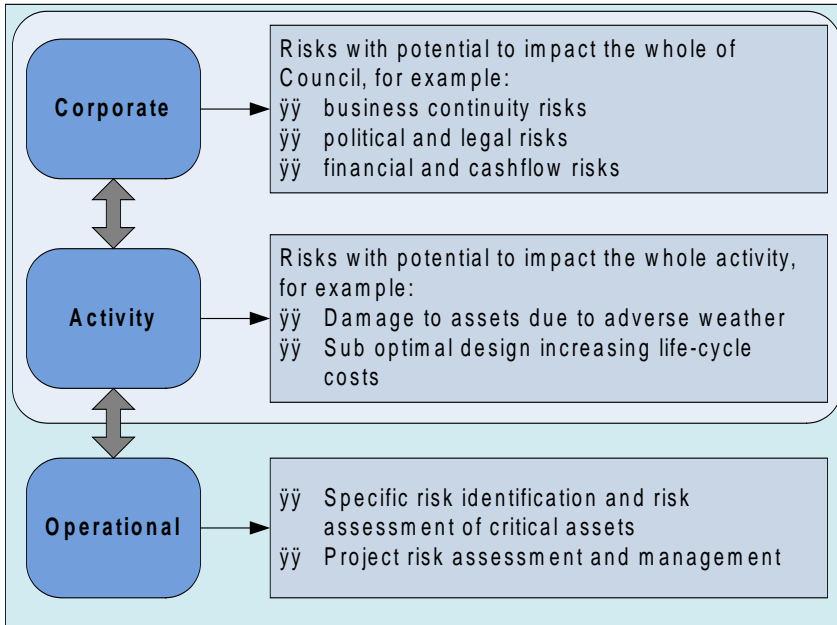 Corporate
Risks with potential to impact the whole of
Council, for example:
ÿÿ business continuity risks
ÿÿ political and legal risks
ÿÿ financial and cashflow risks
Activity
Risks with potential to impact the whole activity,
for example:
ÿÿ Damage to assets due to adverse weather
ÿÿ Sub optimal design increasing life-cycle
costs
Operational
ÿÿ Specific risk identification and risk
assessment of critical assets
ÿÿ Project risk assessment and management